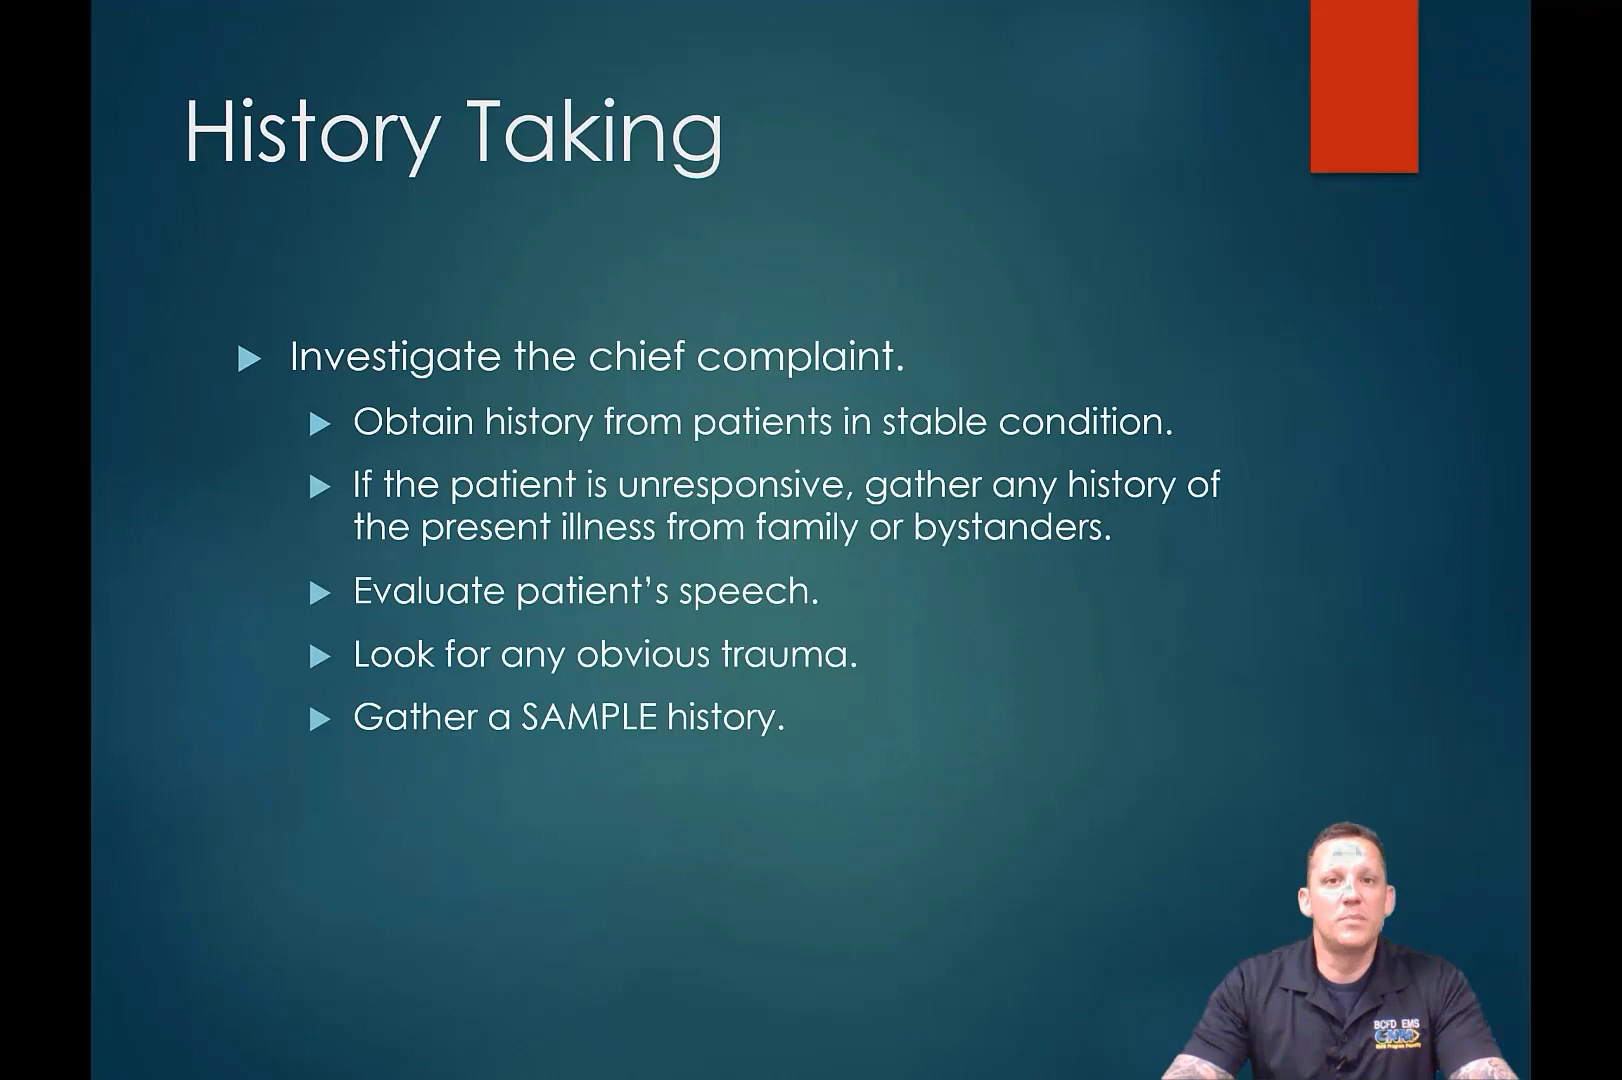 History Taking
Investigate the chief complaint.
Obtain history from patients in stable condition.
If the patient is unresponsive, gather any history of
the present illness from family or bystanders.
Evaluate patient’s speech.
Look for any obvious trauma.
Gather a SAMPLE history.
BCFD EMS
CNM